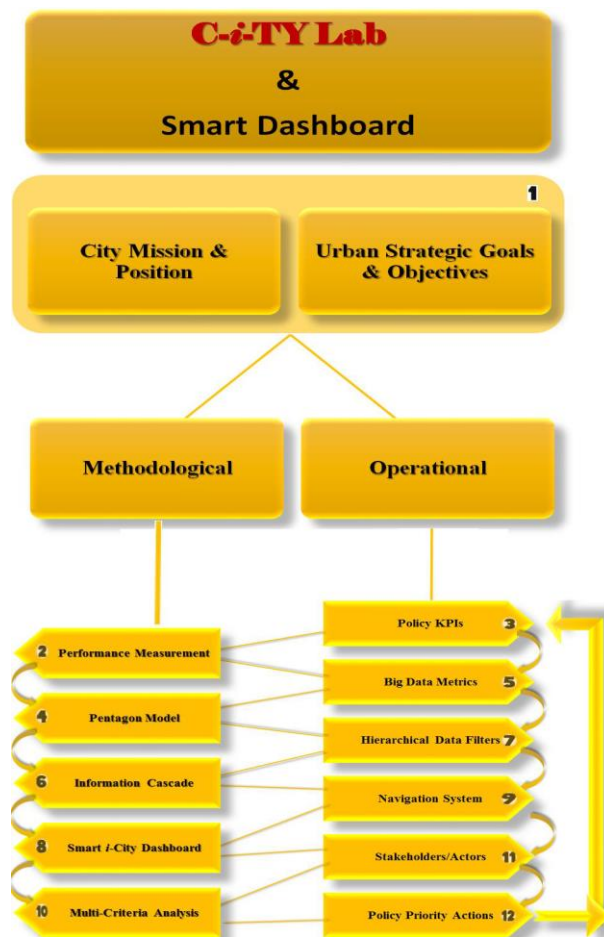 C-i-TY Lab
&
Smart Dashboard
1
City Mission &
Position
Urban Strategic Goals
& Objectives
Methodological
Operational
Policy KPIs 3
2 Performance Measurement
Big Data Metrics 5
4 Pentagon Model
Hierarchical Data Filters 7
6 Information Cascade
Navigation System 9
8 Smart i-City Dashboard
Stakeholders/Actors 11
10 Multi-Criteria Analysis
Policy Priority Actions 12